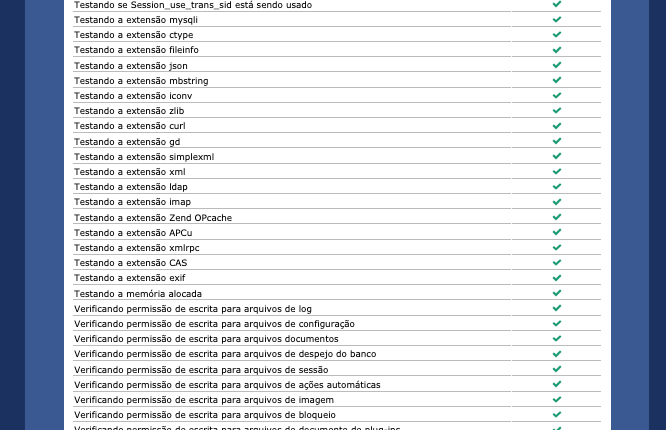 Testando se Session_use_trans_sid está sendo usado
Testando a extensão mysqli
Testando a extensão ctype
Testando a extensão fileinfo
Testando a extensão json
Testando a extensão mbstring
Testando a extensão iconv
Testando a extensão zlib
Testando a extensão curl
Testando a extensão gd
Testando a extensão simplexml
Testando a extensão xml
Testando a extensão ldap
Testando a extensão imap
Testando a extensão Zend OPcache
Testando a extensão APCu
Testando a extensão xmlrpc
Testando a extensão CAS
Testando a extensão exif
Testando a memória alocada
Verificando permissão de escrita para arquivos de log
Verificando permissão de escrita para arquivos de configuração
Verificando permissão de escrita para arquivos documentos
Verificando permissão de escrita para arquivos de despejo do banco
Verificando permissão de escrita para arquivos de sessão
Verificando permissão de escrita para arquivos de ações automáticas
Verificando permissão de escrita para arquivos de imagem
Verificando permissão de escrita para arquivos de bloqueio
Verificando permissão de escrita para arquivos de documento de plug-ins